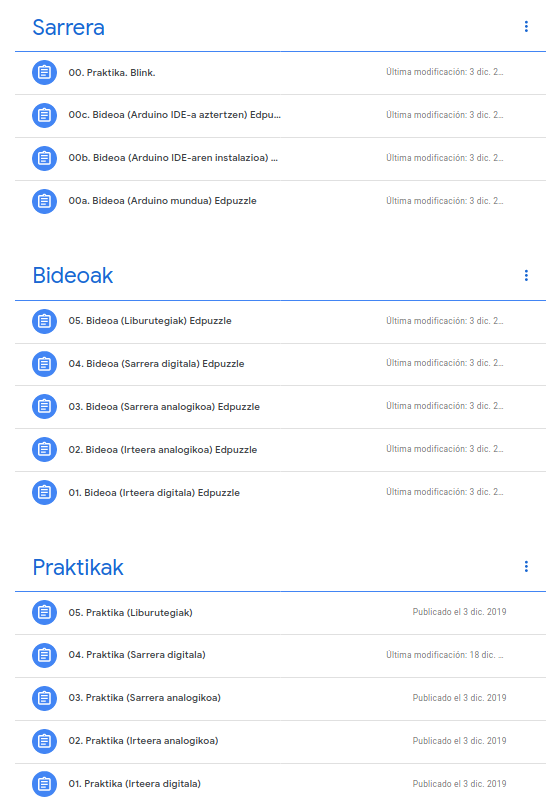 Sarrera
00. Praktika. Blink. Última modificación: 3 dic. 2...
00c. Bideoa (Arduino IDE-a aztertzen) Edpu... Última modificación: 3 dic. 2...
00b. Bideoa (Arduino IDE-aren instalazioa) ... Última modificación: 3 dic. 2...
00a. Bideoa (Arduino mundua) Edpuzzle Última modificación: 3 dic. 2...
Bideoak
05. Bideoa (Liburutegiak) Edpuzzle Última modificación: 3 dic. 2...
04. Bideoa (Sarrera digitala) Edpuzzle Última modificación: 3 dic. 2...
03. Bideoa (Sarrera analogikoa) Edpuzzle Última modificación: 3 dic. 2...
02. Bideoa (Irteera analogikoa) Edpuzzle Última modificación: 3 dic. 2...
01. Bideoa (Irteera digitala) Edpuzzle Última modificación: 3 dic. 2...
Praktikak
05. Praktika (Liburutegiak) Publicado el 3 dic. 2019
04. Praktika (Sarrera digitala) Última modificación: 18 dic. ...
03. Praktika (Sarrera analogikoa) Publicado el 3 dic. 2019
02. Praktika (Irteera analogikoa) Publicado el 3 dic. 2019
01. Praktika (Irteera digitala) Publicado el 3 dic. 2019